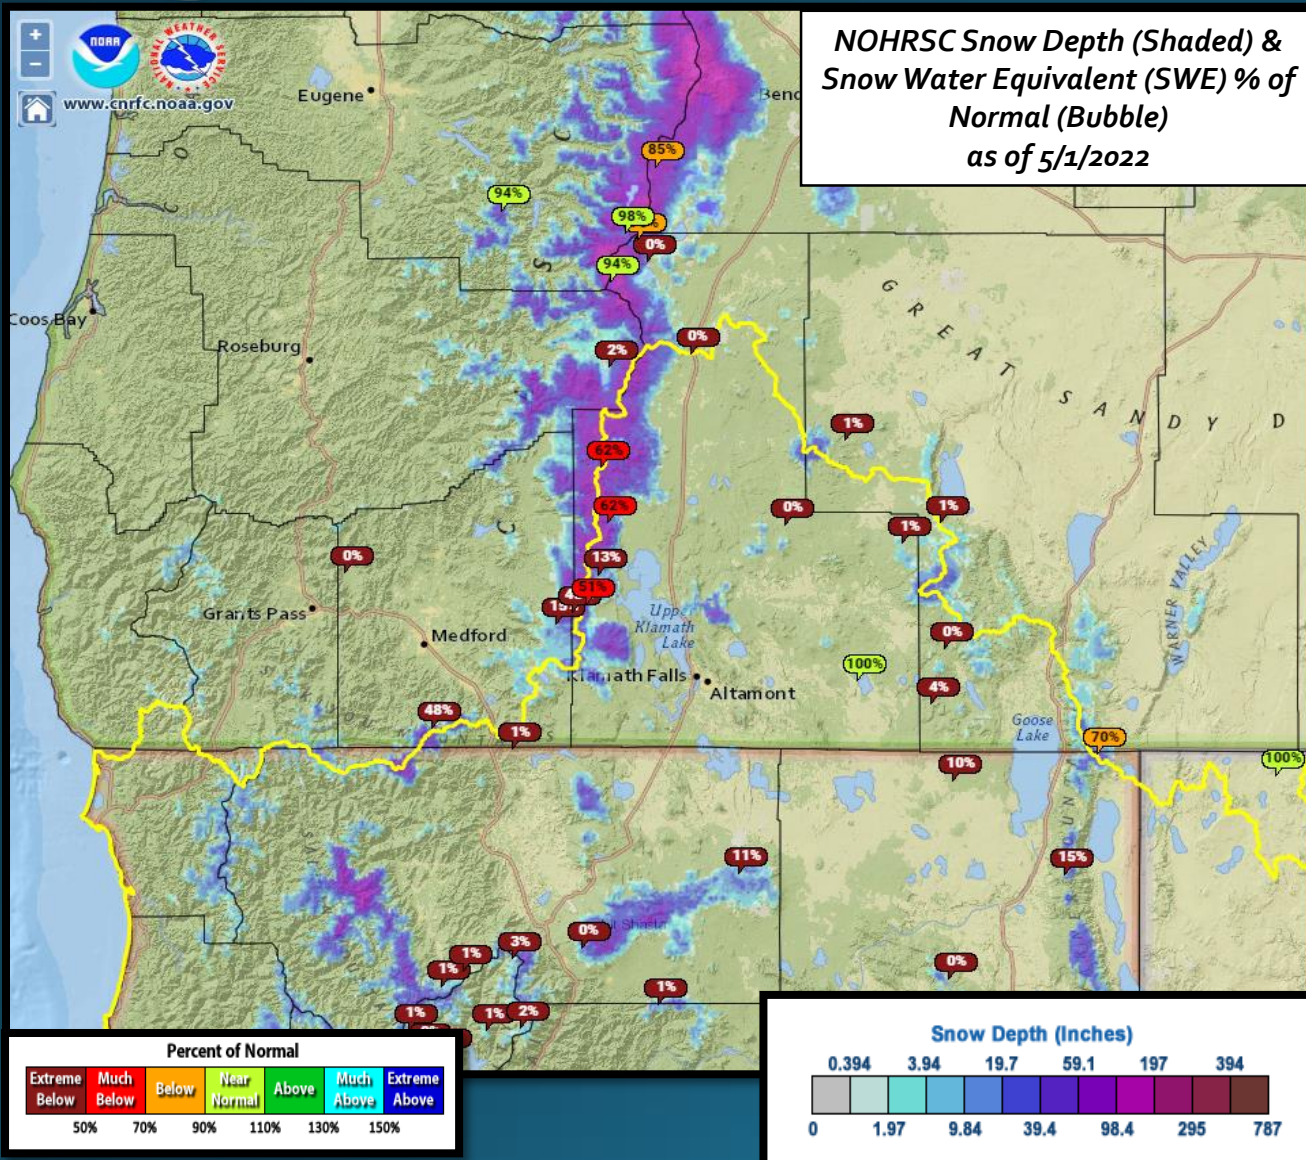 NOHRSC Snow Depth (Shaded) &
Snow Water Equivalent (SWE) % of
Normal (Bubble)
as of 5/1/2022
+
−
NOAA
NATIONAL WEATHER SERVICE
www.cnrfc.noaa.gov
Eugene
Bend
85%
94%
98%
0%
94%
C
O
S
C
GREAT SANDY D
Coos Bay
Roseburg
0%
2%
1%
62%
62%
0%
1%
1%
0%
13%
51%
Grants Pass
Medford
Upper
Klamath
Lake
WARNER VALLEY
0%
100%
Klamath Falls
Altamont
4%
48%
1%
Goose
Lake
70%
100%
10%
11%
15%
0%
Shasta
3%
1%
1%
0%
1%
1%
1%
2%
Percent of Normal
Extreme Below
Much Below
Below
Near Normal
Above
Much Above
Extreme Above
50% 70% 90% 110% 130% 150%
Snow Depth (Inches)
0.394 3.94 19.7 59.1 197 394
0 1.97 9.84 39.4 98.4 295 787